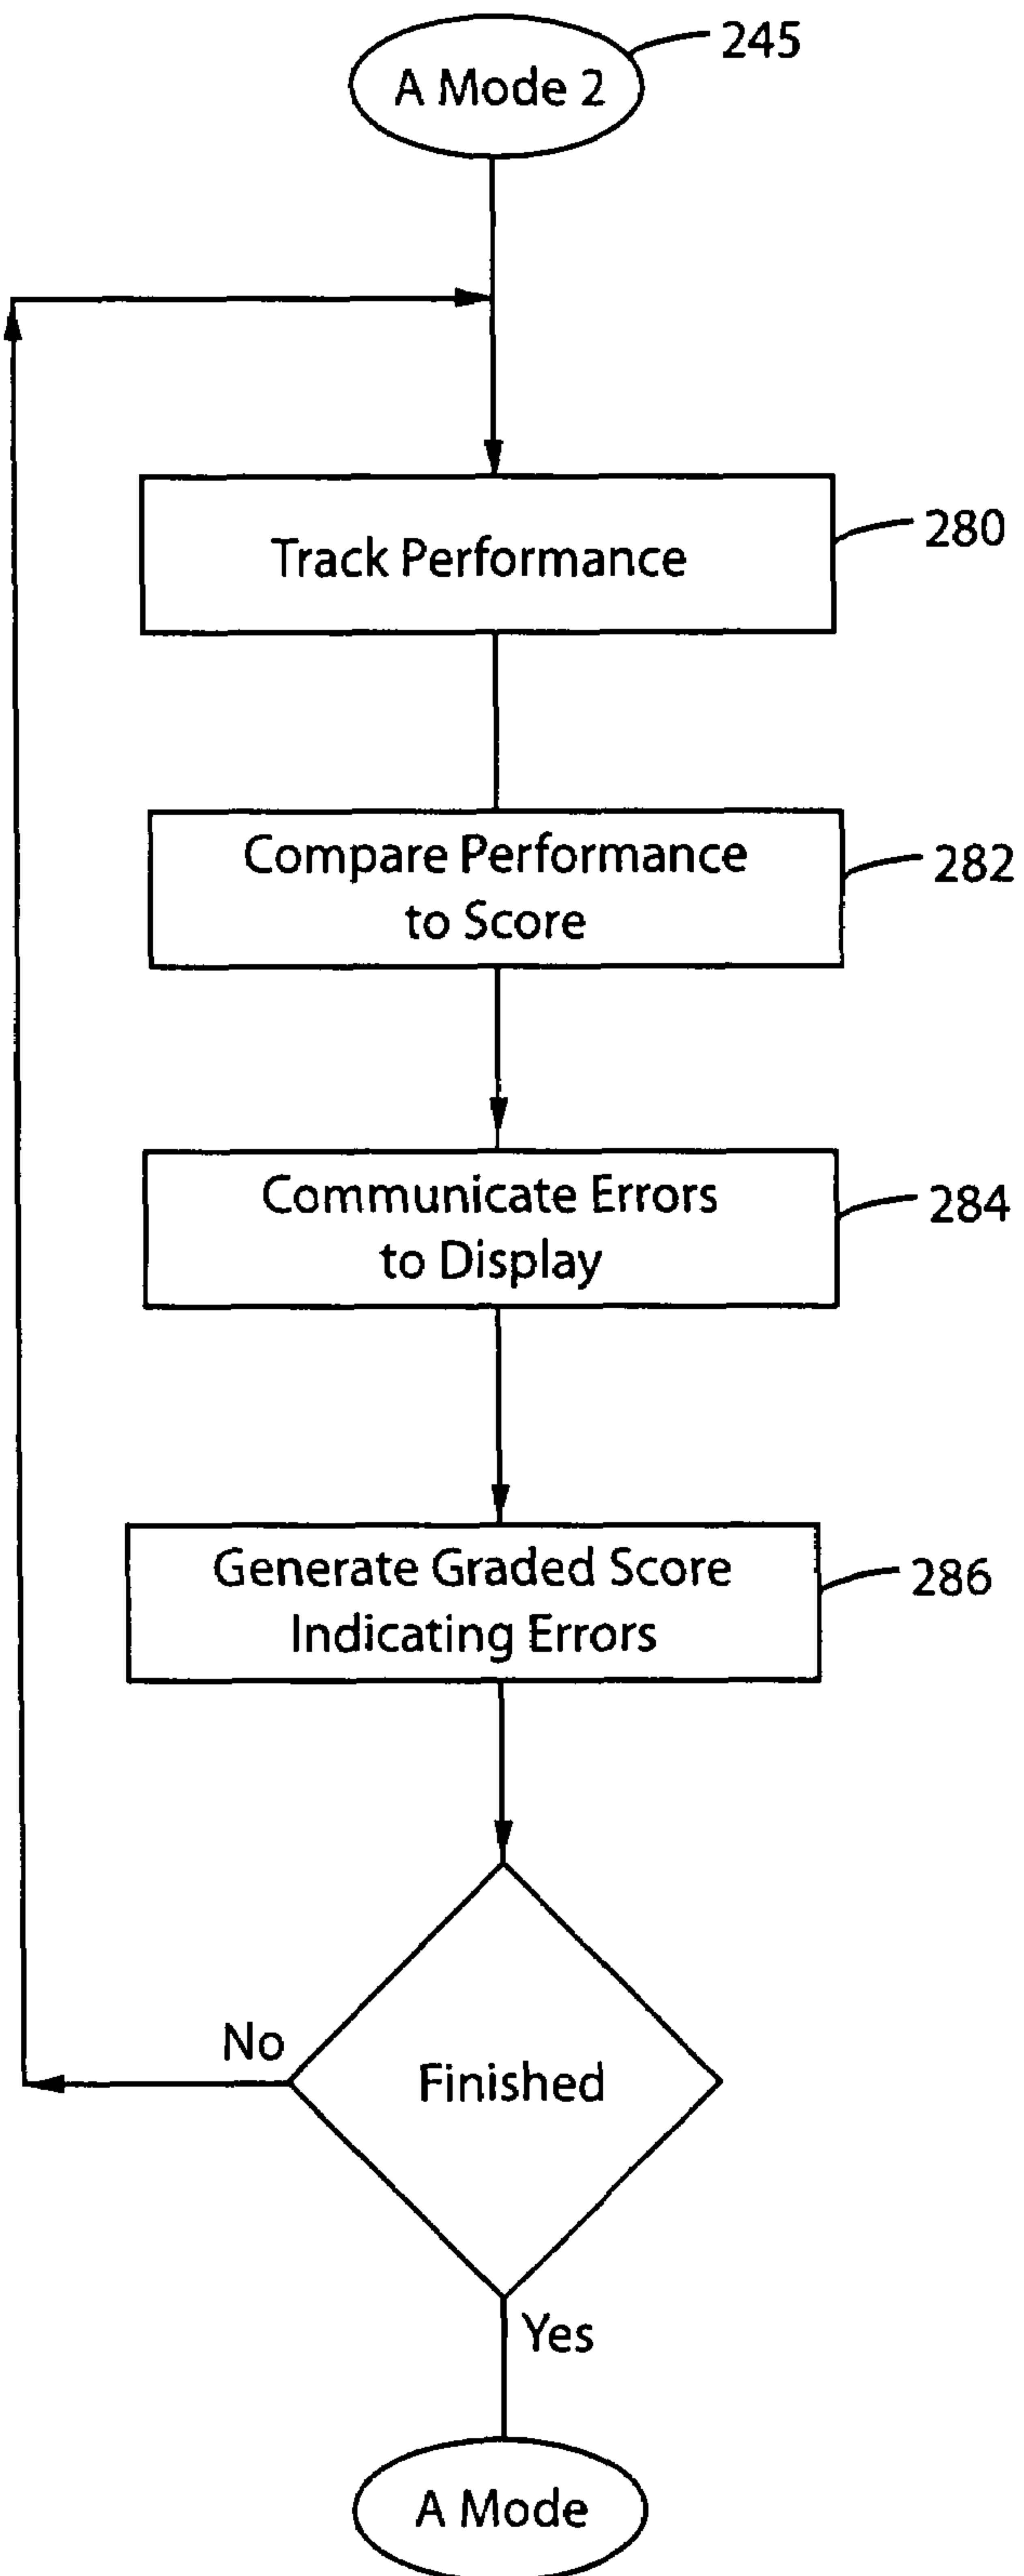 A Mode 2
245
Track Performance
280
Compare Performance
to Score
282
Communicate Errors
to Display
284
Generate Graded Score
Indicating Errors
286
No
Finished
Yes
A Mode